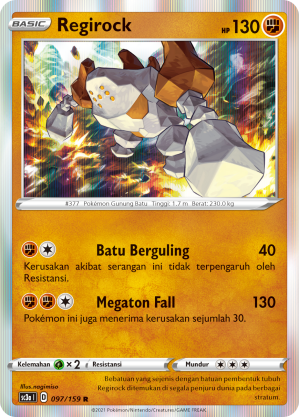 BASIC Regirock HP 130
#377 Pokémon Gunung Batu Tinggi: 1,7 m Berat: 230,0 kg
Batu Berguling 40
Kerusakan akibat serangan ini tidak terpengaruh oleh
Resistansi.
Megaton Fall 130
Pokémon ini juga menerima kerusakan sejumlah 30.
Kelemahan ×2 Resistansi Mundur
Illus. nagimiso
Bebatuan yang sejenis dengan batuan pembentuk tubuh
Regirock ditemukan di segala penjuru dunia pada berbagai
stratum.
sc3a I D 097/159 R
©2021 Pokémon/Nintendo/Creatures/GAME FREAK